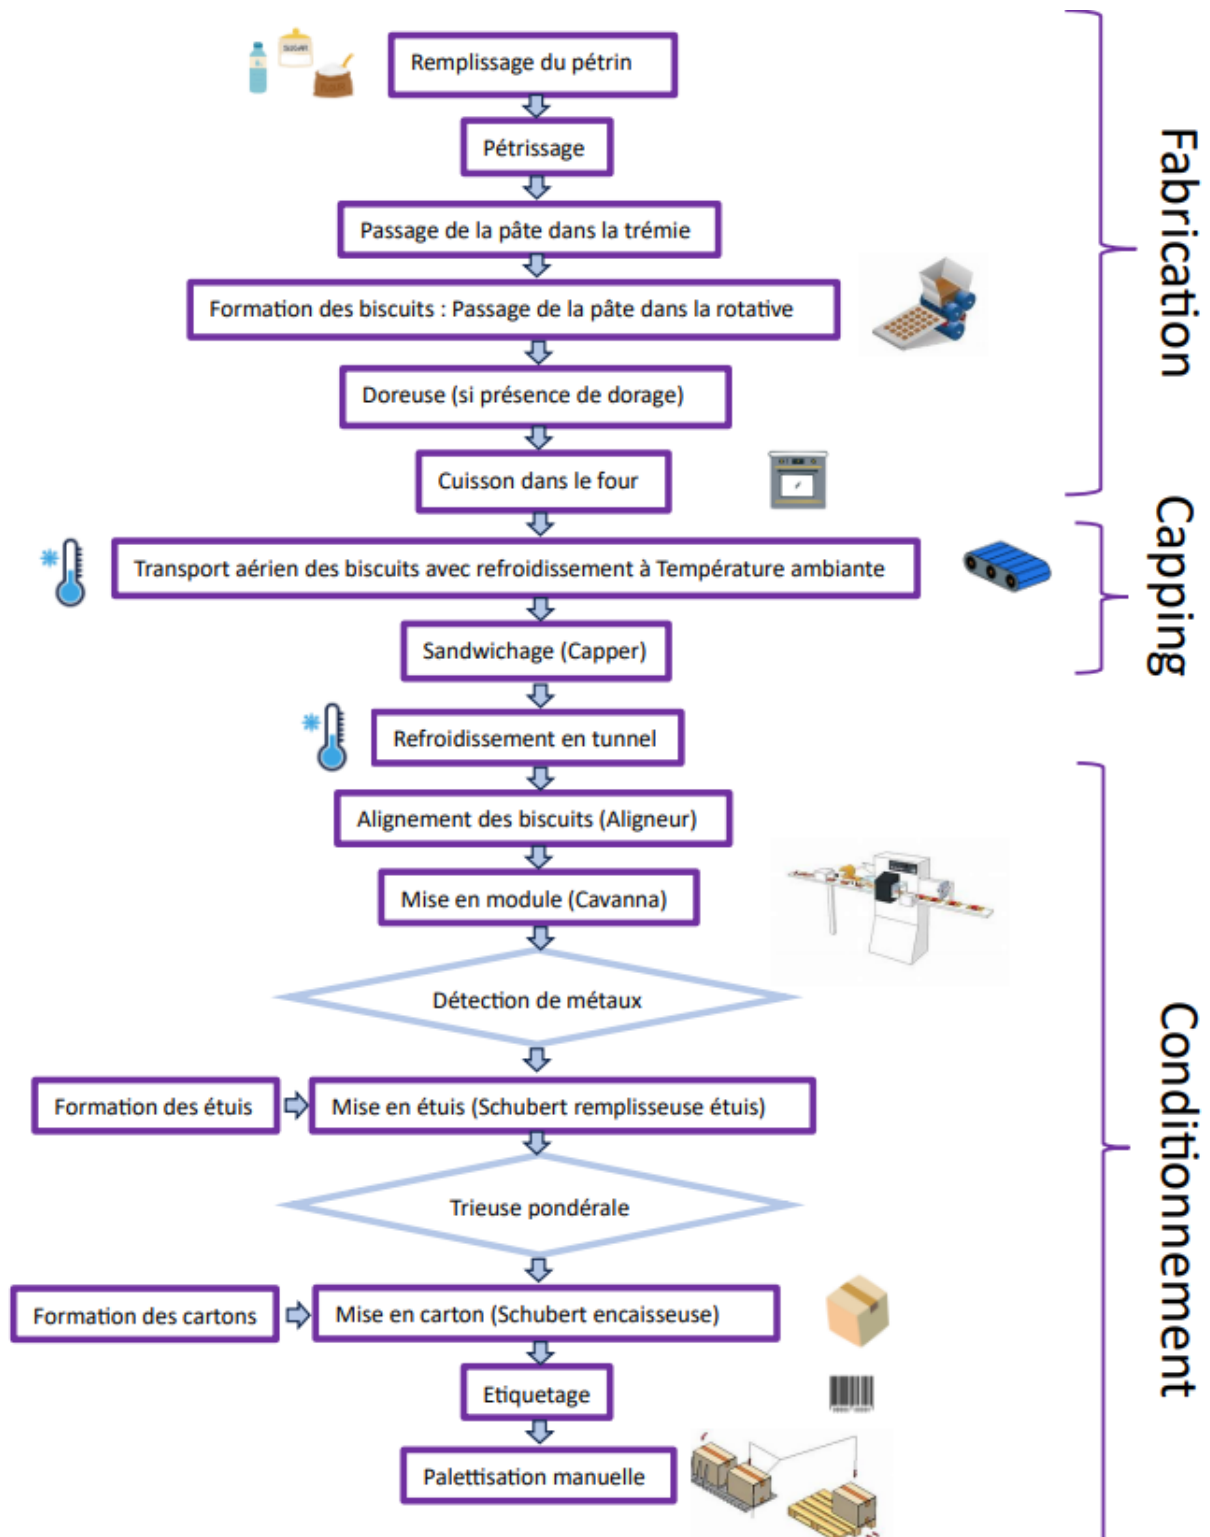 SUGAR
Remplissage du pétrin
Pétrissage
Passage de la pâte dans la trémie
Formation des biscuits : Passage de la pâte dans la rotative
Doreuse (si présence de dorage)
Cuisson dans le four
Fabrication
Transport aérien des biscuits avec refroidissement à Température ambiante
Sandwichage (Capper)
Capping
Refroidissement en tunnel
Alignement des biscuits (Aligneur)
Mise en module (Cavanna)
Détection de métaux
Formation des étuis
Mise en étuis (Schubert remplisseuse étuis)
Trieuse pondérale
Formation des cartons
Mise en carton (Schubert encaisseuse)
Etiquetage
Palettisation manuelle
Conditionnement